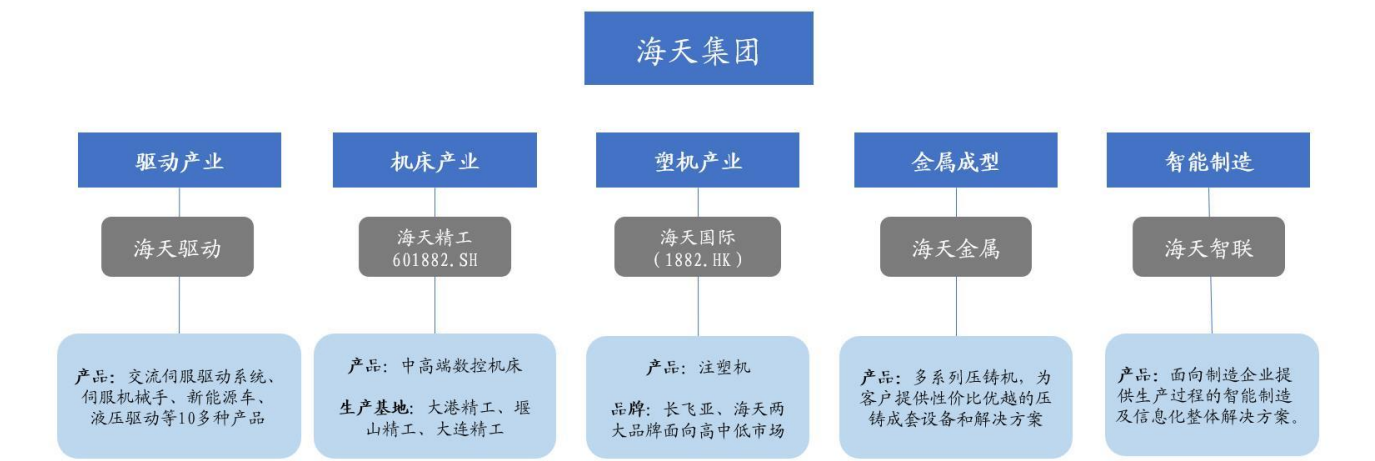 海天集团
驱动产业
机床产业
塑机产业
金属成型
智能制造
海天驱动
海天精工
601882.SH
海天国际
(1882.HK)
海天金属
海天智联
产品：交流伺服驱动系统、
伺服机械手、新能源车、
液压驱动等10多种产品
产品：中高端数控机床
生产基地：大港精工、堰
山精工、大连精工
产品：注塑机
品牌：长飞亚、海天两
大品牌面向高中低市场
产品：多系列压铸机，为
客户提供性价比优越的压
铸成套设备和解决方案
产品：面向制造企业提
供生产过程的智能制造
及信息化整体解决方案。